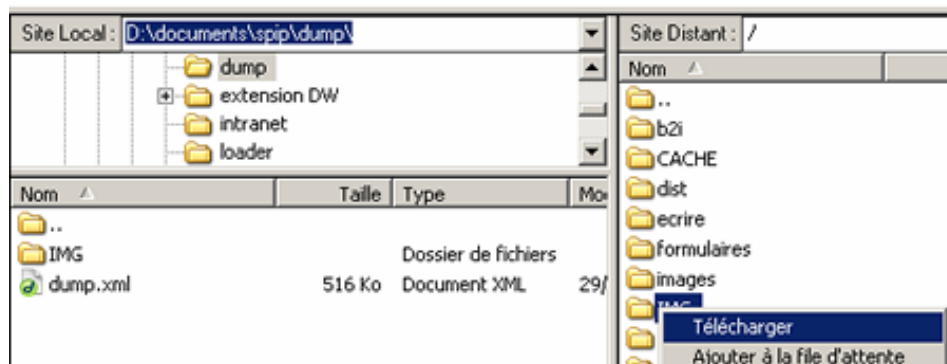 Site Local : D:\documents\spip\dump\
dump
extension DW
intranet
loader
Nom Taille Type
..
IMG Dossier de fichiers
dump.xml 516 Ko Document XML 29/
Site Distant : /
Nom
..
b2i
CACHE
dist
ecrire
formulaires
images
IMG
Télécharger
Ajouter à la file d'attente